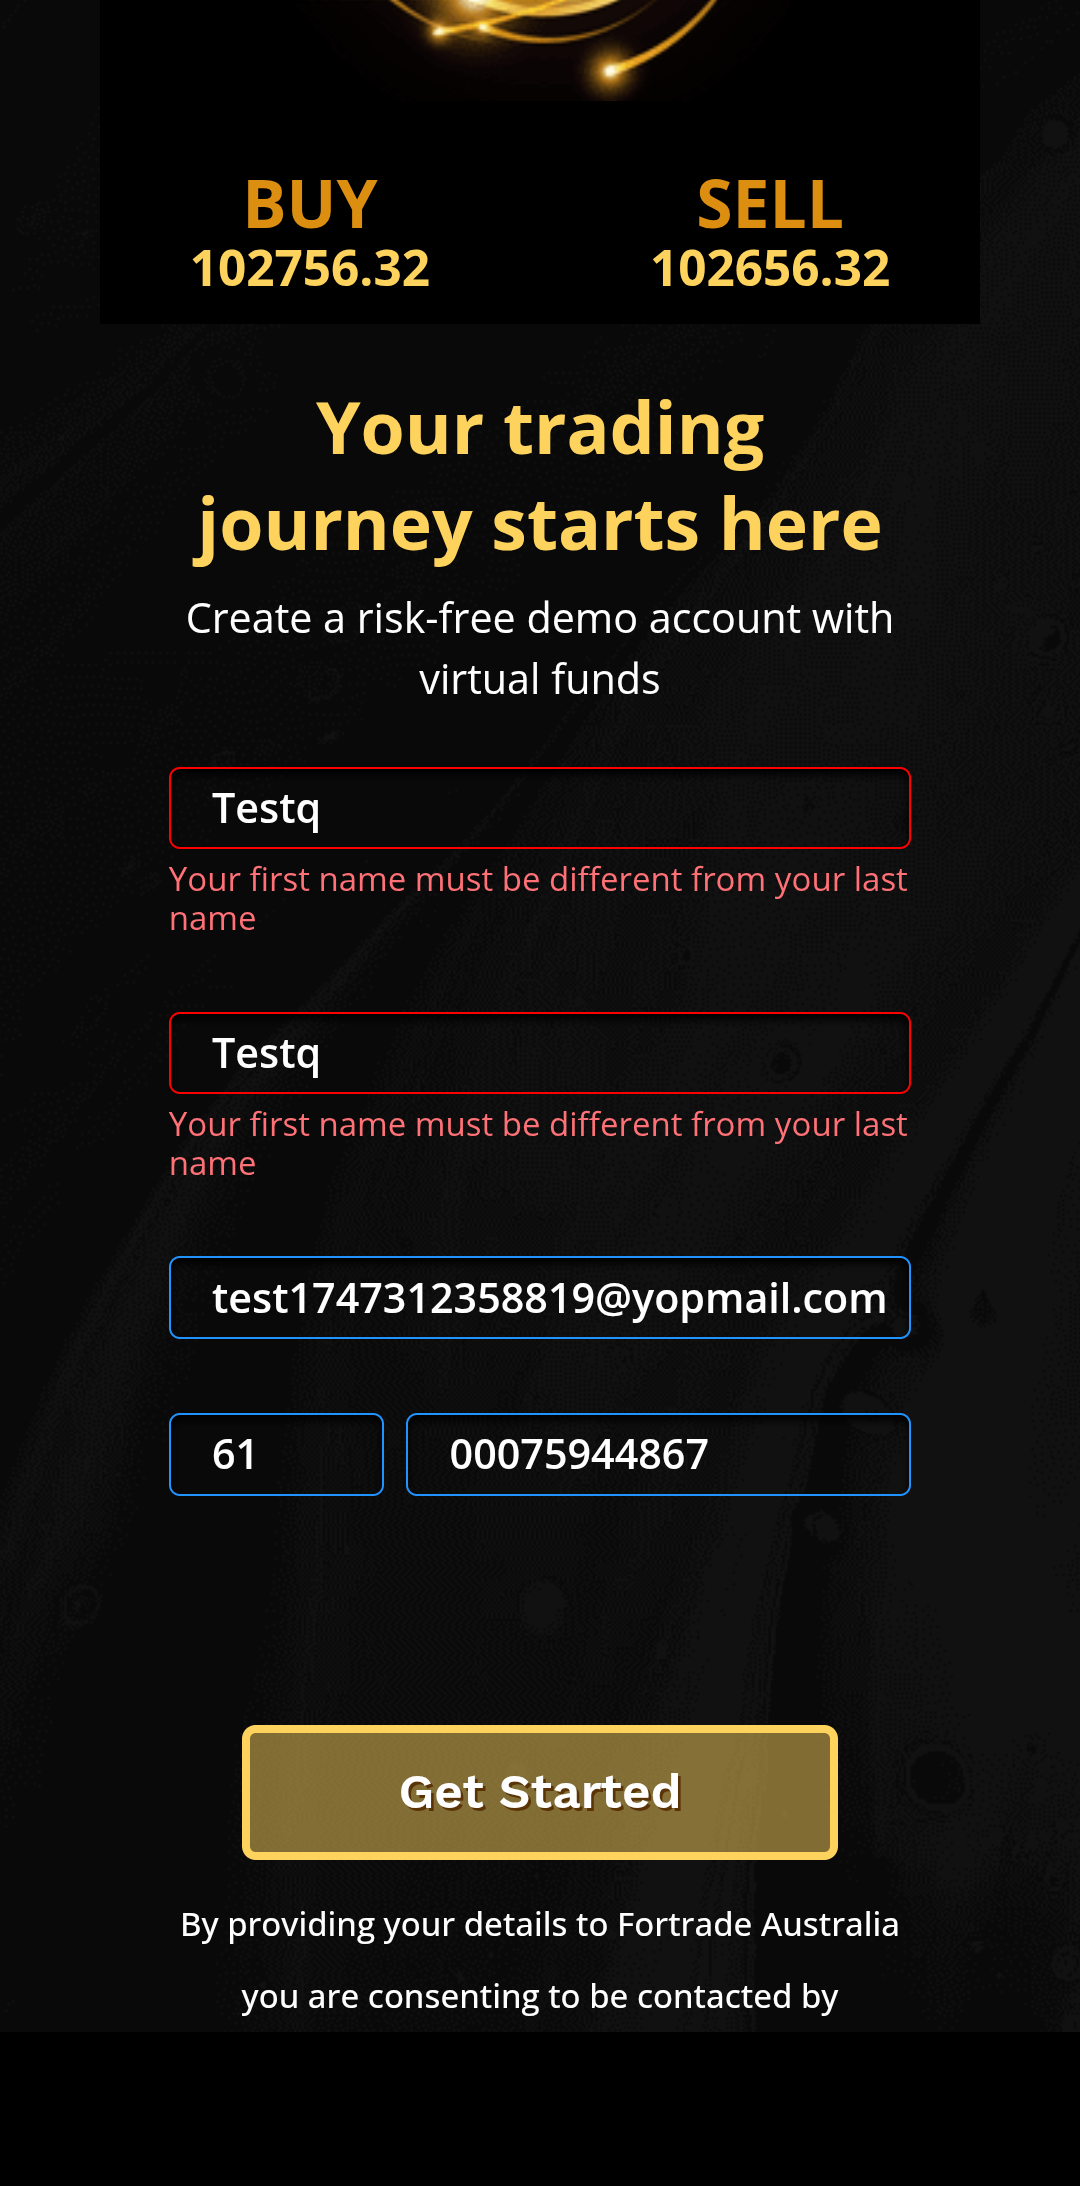 BUY
SELL
102756.32
102656.32
Your trading
journey starts here
Create a risk-free demo account with
virtual funds
Testq
Your first name must be different from your last
name
Testq
Your first name must be different from your last
name
test1747312358819@yopmail.com
61
00075944867
Get Started
By providing your details to Fortrade Australia
you are consenting to be contacted by